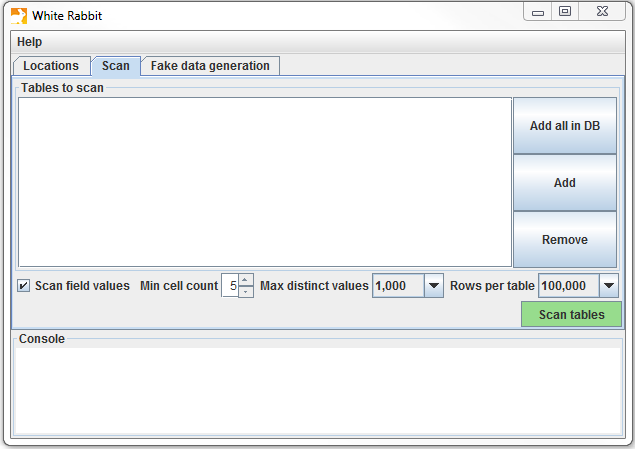 White Rabbit
Help
Locations Scan Fake data generation
Tables to scan
Add all in DB
Add
Remove
Scan field values Min cell count 5 Max distinct values 1,000 Rows per table 100,000
Scan tables
Console